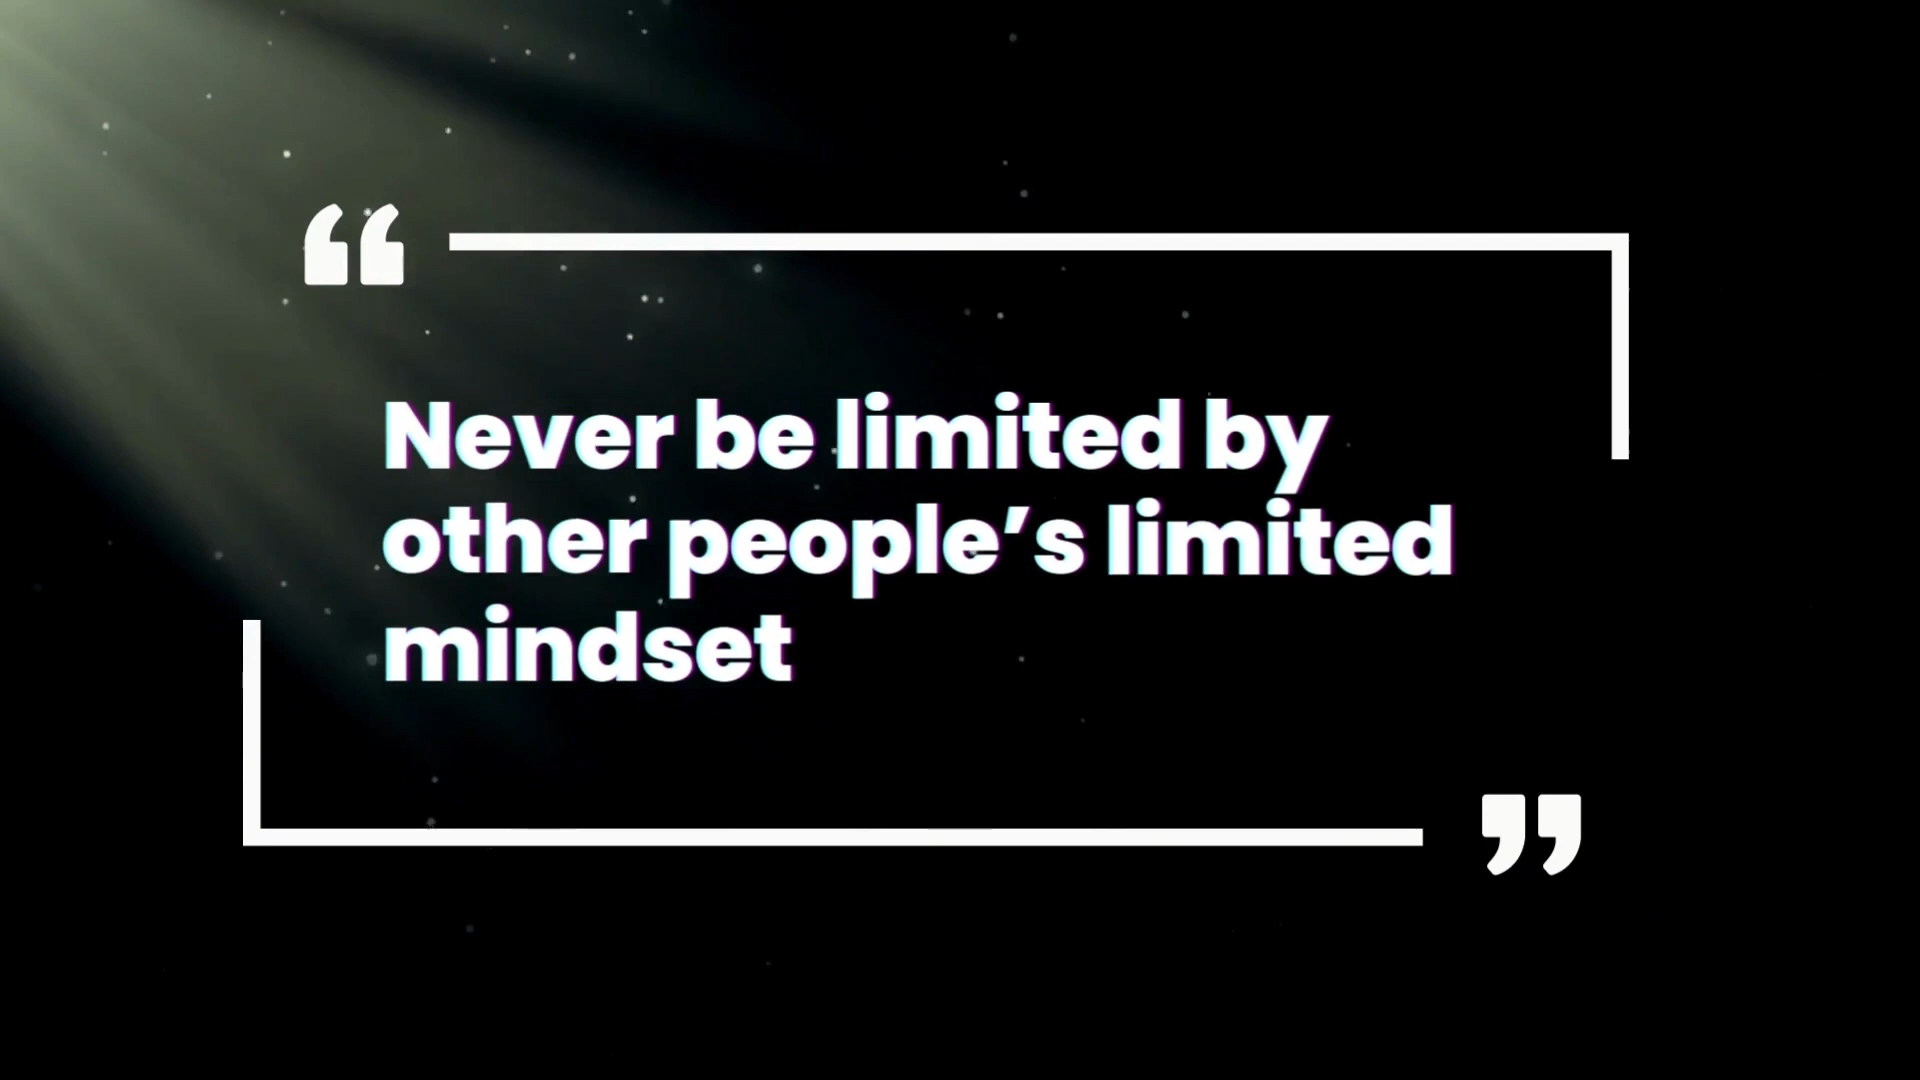 “
Never be limited by
other people’s limited
mindset
”